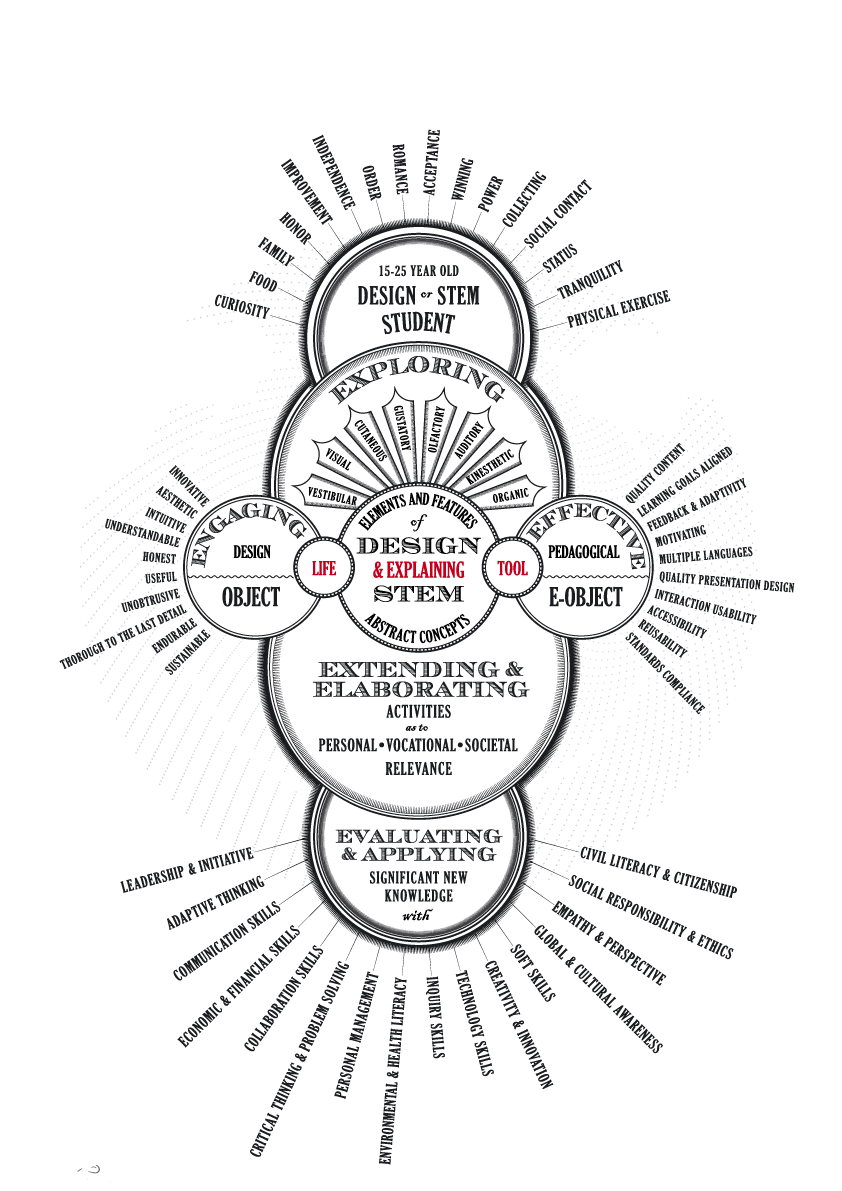 CURIOSITY
FOOD
FAMILY
HONOR
IMPROVEMENT
INDEPENDENCE
ORDER
ROMANCE
ACCEPTANCE
WINNING
POWER
COLLECTING
SOCIAL CONTACT
STATUS
TRANQUILITY
PHYSICAL EXERCISE
15-25 YEAR OLD
DESIGN or STEM
STUDENT
EXPLORING
VESTIBULAR
VISUAL
CUTANEOUS
GUSTATORY
OLFACTORY
AUDITORY
KINESTHETIC
ORGANIC
INNOVATIVE
AESTHETIC
INTUITIVE
UNDERSTANDABLE
HONEST
USEFUL
UNOBTRUSIVE
THOROUGH TO THE LAST DETAIL
ENDURABLE
SUSTAINABLE
ENGAGING
DESIGN
OBJECT
LIFE
ELEMENTS AND FEATURES
of
DESIGN
& EXPLAINING
STEM
ABSTRACT CONCEPTS
TOOL
EFFECTIVE
PEDAGOGICAL
E-OBJECT
QUALITY CONTENT
LEARNING GOALS ALIGNED
FEEDBACK & ADAPTIVITY
MOTIVATING
MULTIPLE LANGUAGES
QUALITY PRESENTATION DESIGN
INTERACTION USABILITY
ACCESSIBILITY
REUSABILITY
STANDARDS COMPLIANCE
EXTENDING &
ELABORATING
ACTIVITIES
as to
PERSONAL•VOCATIONAL•SOCIETAL
RELEVANCE
EVALUATING
& APPLYING
SIGNIFICANT NEW
KNOWLEDGE
with
LEADERSHIP & INITIATIVE
ADAPTIVE THINKING
COMMUNICATION SKILLS
ECONOMIC & FINANCIAL SKILLS
COLLABORATION SKILLS
CRITICAL THINKING & PROBLEM SOLVING
PERSONAL MANAGEMENT
ENVIRONMENTAL & HEALTH LITERACY
INQUIRY SKILLS
TECHNOLOGY SKILLS
CREATIVITY & INNOVATION
SOFT SKILLS
GLOBAL & CULTURAL AWARENESS
EMPATHY & PERSPECTIVE
SOCIAL RESPONSIBILITY & ETHICS
CIVIL LITERACY & CITIZENSHIP